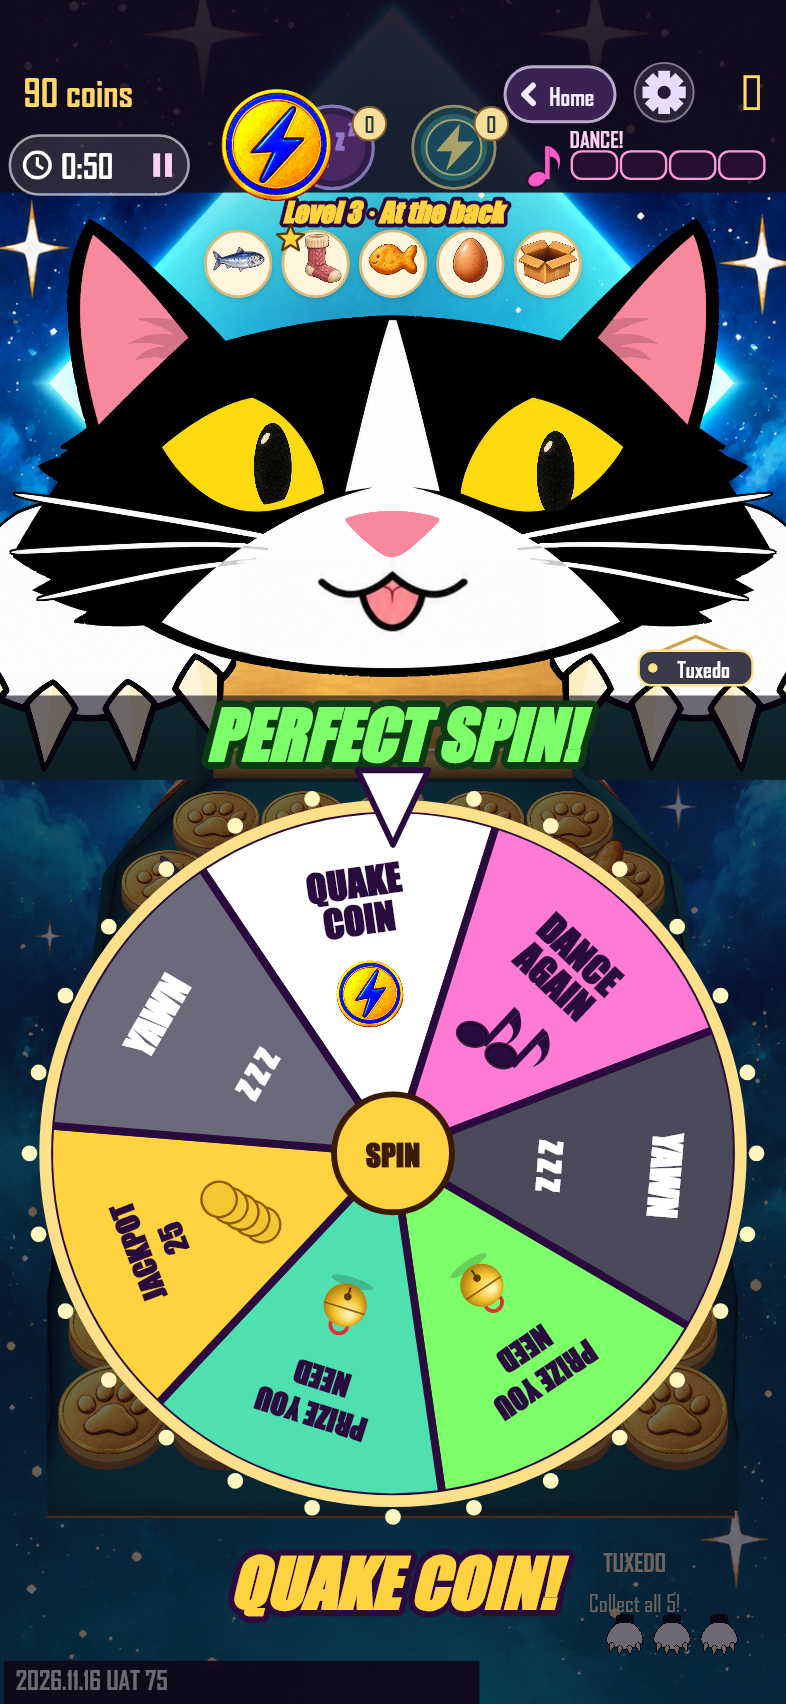 90 coins
Home
0:50
zz
0
0
DANCE!
Level 3 · At the back
Tuxedo
PERFECT SPIN!
QUAKE
COIN
DANCE
AGAIN
YAWN
zzz
YAWN
zzz
SPIN
JACKPOT
25
PRIZE YOU
NEED
PRIZE YOU
NEED
QUAKE COIN!
TUXEDO
Collect all 5!
2026.11.16 UAT 75